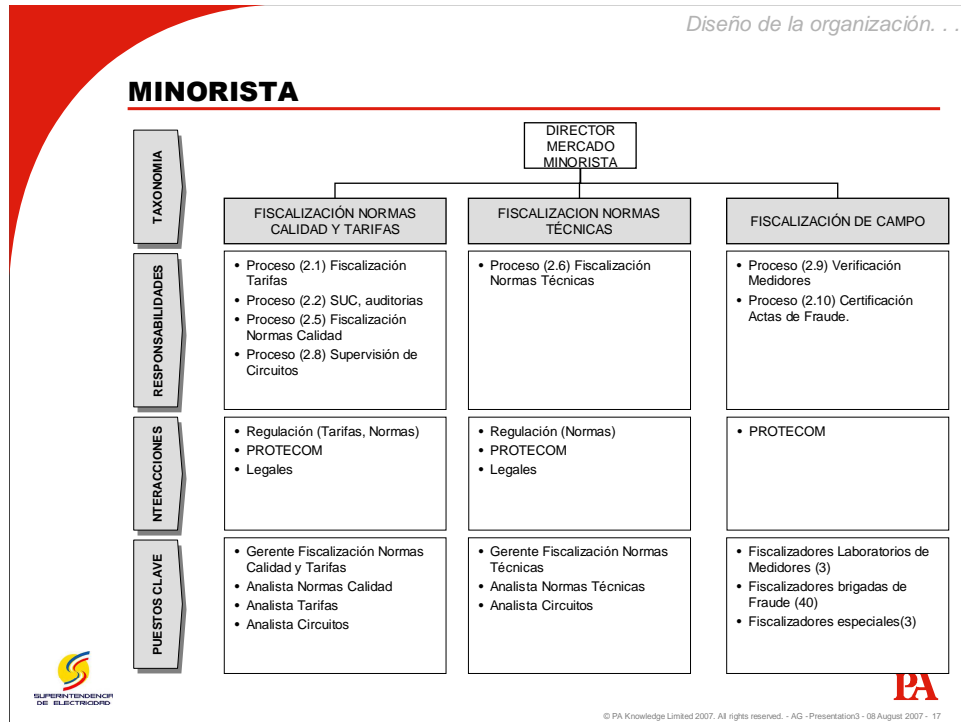 Diseño de la organización. . .
MINORISTA
TAXONOMIA
DIRECTOR
MERCADO
MINORISTA
FISCALIZACIÓN NORMAS
CALIDAD Y TARIFAS
FISCALIZACION NORMAS
TÉCNICAS
FISCALIZACIÓN DE CAMPO
RESPONSABILIDADES
• Proceso (2.1) Fiscalización
Tarifas
• Proceso (2.2) SUC, auditorias
• Proceso (2.5) Fiscalización
Normas Calidad
• Proceso (2.8) Supervisión de
Circuitos
• Proceso (2.6) Fiscalización
Normas Técnicas
• Proceso (2.9) Verificación
Medidores
• Proceso (2.10) Certificación
Actas de Fraude.
NTERACCIONES
• Regulación (Tarifas, Normas)
• PROTECOM
• Legales
• Regulación (Normas)
• PROTECOM
• Legales
• PROTECOM
PUESTOS CLAVE
• Gerente Fiscalización Normas
Calidad y Tarifas
• Analista Normas Calidad
• Analista Tarifas
• Analista Circuitos
• Gerente Fiscalización Normas
Técnicas
• Analista Normas Técnicas
• Analista Circuitos
• Fiscalizadores Laboratorios de
Medidores (3)
• Fiscalizadores brigadas de
Fraude (40)
• Fiscalizadores especiales(3)
SUPERINTENDENCIA
DE ELECTRICIDAD
PA
© PA Knowledge Limited 2007. All rights reserved. - AG -Presentation3 - 08 August 2007 - 17